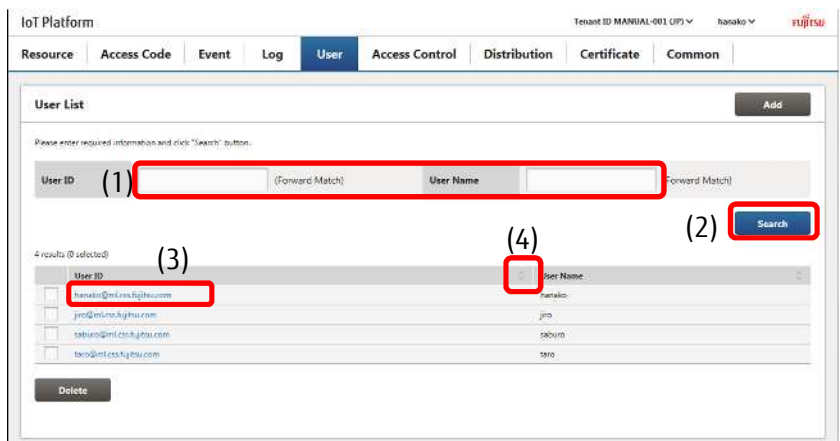 IoT Platform Tenant ID MANUAL-001 (JP) hanako FUJITSU
Resource Access Code Event Log User Access Control Distribution Certificate Common
User List Add
Please enter required information and click "Search" button.
User ID (1) (Forward Match) User Name (Forward Match)
(2) Search
4 results (0 selected) (3) (4)
User ID User Name
hanako@ml.css.fujitsu.com hanako
jiro@ml.css.fujitsu.com jiro
saburo@ml.css.fujitsu.com saburo
taro@ml.css.fujitsu.com taro
Delete